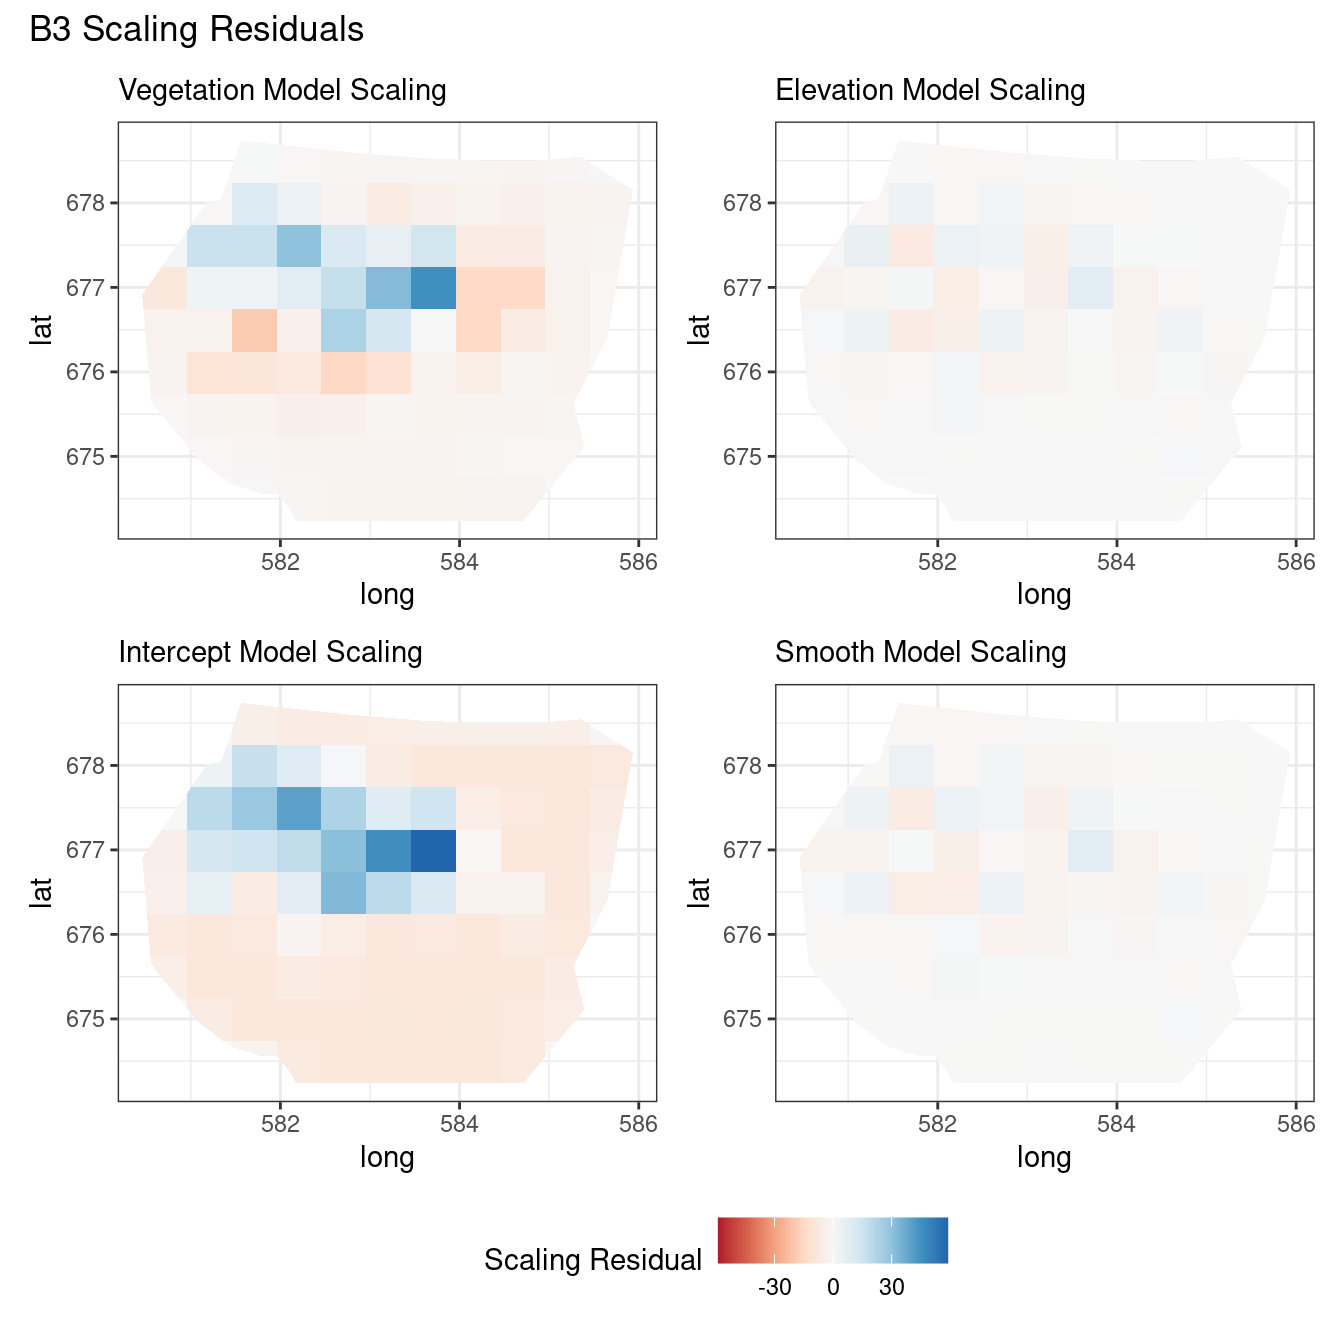 B3 Scaling Residuals
Vegetation Model Scaling
678
677
676
675
lat
582 584 586
long
Elevation Model Scaling
678
677
676
675
lat
582 584 586
long
Intercept Model Scaling
678
677
676
675
lat
582 584 586
long
Smooth Model Scaling
678
677
676
675
lat
582 584 586
long
Scaling Residual
-30 0 30